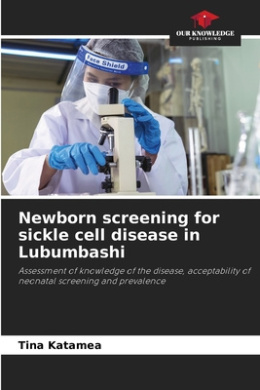 OUR KNOWLEDGE
PUBLISHING
Face Shield
Newborn screening for
sickle cell disease in
Lubumbashi
Assessment of knowledge of the disease, acceptability of
neonatal screening and prevalence
Tina Katamea